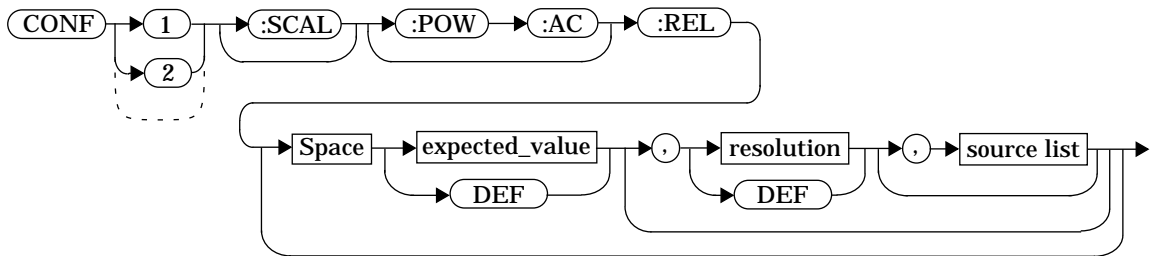 CONF 1 :SCAL :POW :AC :REL
2
Space expected_value , resolution , source list
DEF DEF